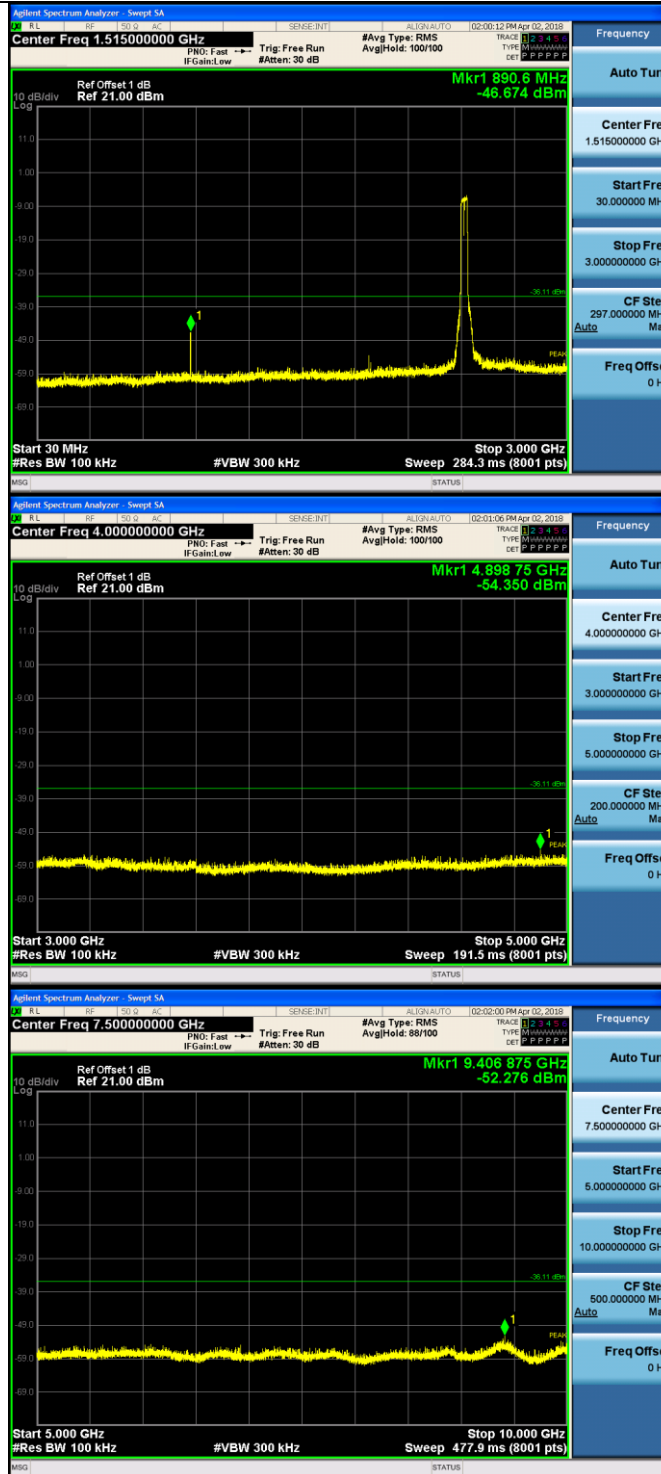 Agilent Spectrum Analyzer - Swept SA
RL RF 50 Ω AC SENSE:INT ALIGNAUTO 02:00:12 PM Apr 02, 2018
Center Freq 1.515000000 GHz
PNO: Fast
IFGain:Low
Trig: Free Run
#Atten: 30 dB
#Avg Type: RMS
Avg|Hold: 100/100
TRACE 1 2 3 4 5 6
TYPE M
DET P P P P P P
Frequency
Ref Offset 1 dB
10 dB/div Ref 21.00 dBm
Log
Mkr1 890.6 MHz
-46.674 dBm
11.0
1.00
-9.00
-19.0
-29.0
-39.0
-49.0
-59.0
-69.0
-36.11 dBm
1
PEAK
Start 30 MHz Stop 3.000 GHz
#Res BW 100 kHz #VBW 300 kHz Sweep 284.3 ms (8001 pts)
MSG STATUS
Auto Tun
Center Fre
1.515000000 GH
Start Fre
30.000000 MH
Stop Fre
3.000000000 GH
CF Ste
297.000000 MH
Auto Ma
Freq Offse
0 H
Agilent Spectrum Analyzer - Swept SA
RL RF 50 Ω AC SENSE:INT ALIGNAUTO 02:01:06 PM Apr 02, 2018
Center Freq 4.000000000 GHz
PNO: Fast
IFGain:Low
Trig: Free Run
#Atten: 30 dB
#Avg Type: RMS
Avg|Hold: 100/100
TRACE 1 2 3 4 5 6
TYPE M
DET P P P P P P
Frequency
Ref Offset 1 dB
10 dB/div Ref 21.00 dBm
Log
Mkr1 4.898 75 GHz
-54.350 dBm
11.0
1.00
-9.00
-19.0
-29.0
-39.0
-49.0
-59.0
-69.0
-36.11 dBm
1
PEAK
Start 3.000 GHz Stop 5.000 GHz
#Res BW 100 kHz #VBW 300 kHz Sweep 191.5 ms (8001 pts)
MSG STATUS
Auto Tun
Center Fre
4.000000000 GH
Start Fre
3.000000000 GH
Stop Fre
5.000000000 GH
CF Ste
200.000000 MH
Auto Ma
Freq Offse
0 H
Agilent Spectrum Analyzer - Swept SA
RL RF 50 Ω AC SENSE:INT ALIGNAUTO 02:02:00 PM Apr 02, 2018
Center Freq 7.500000000 GHz
PNO: Fast
IFGain:Low
Trig: Free Run
#Atten: 30 dB
#Avg Type: RMS
Avg|Hold: 88/100
TRACE 1 2 3 4 5 6
TYPE M
DET P P P P P P
Frequency
Ref Offset 1 dB
10 dB/div Ref 21.00 dBm
Log
Mkr1 9.406 875 GHz
-52.276 dBm
11.0
1.00
-9.00
-19.0
-29.0
-39.0
-49.0
-59.0
-69.0
-36.11 dBm
1
PEAK
Start 5.000 GHz Stop 10.000 GHz
#Res BW 100 kHz #VBW 300 kHz Sweep 477.9 ms (8001 pts)
MSG STATUS
Auto Tun
Center Fre
7.500000000 GH
Start Fre
5.000000000 GH
Stop Fre
10.000000000 GH
CF Ste
500.000000 MH
Auto Ma
Freq Offse
0 H